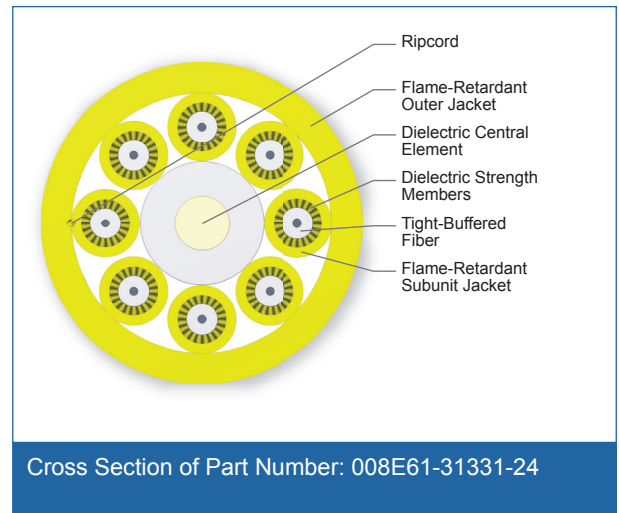 Ripcord
Flame-Retardant
Outer Jacket
Dielectric Central
Element
Dielectric Strength
Members
Tight-Buffered
Fiber
Flame-Retardant
Subunit Jacket
Cross Section of Part Number: 008E61-31331-24